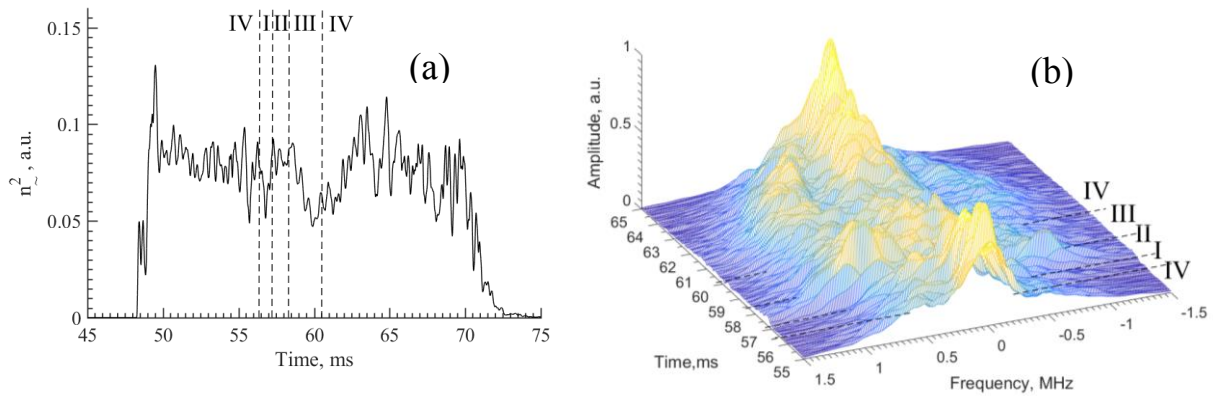 (a)
n²~ , a.u.
0.15
0.1
0.05
0
IV I II III IV
45 50 55 60 65 70 75
Time, ms
(b)
Amplitude, a.u.
1
0.5
0
65
64
63
62
61
60
59
58
57
56
55
Time,ms
1.5 1 0.5 0 -0.5 -1 -1.5
Frequency, MHz
IV
III
II
I
IV